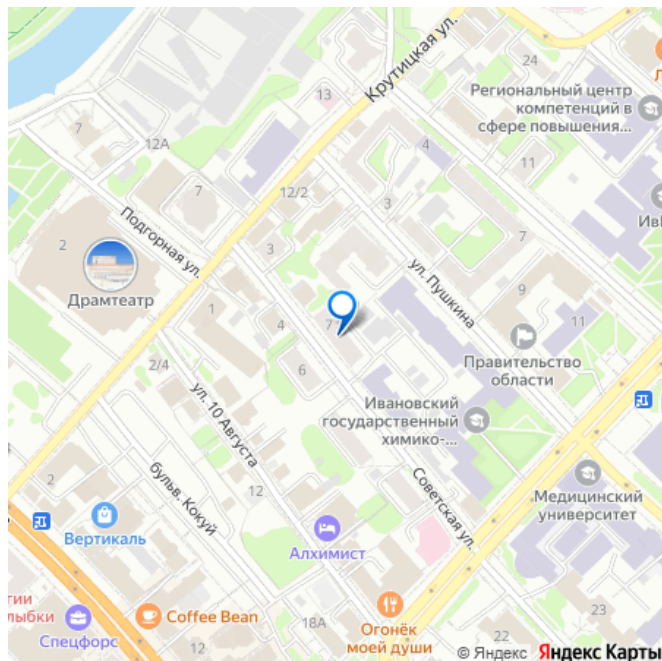 24
Региональный центр
компетенций в
сфере повышения...
Крутицкая ул.
13
7
12А
4
11
7
12/2
3
Подгорная ул.
2
Драмтеатр
3
7
ул. Пушкина
9
11
1
4
7
Правительство
области
2/4
6
Ивановский
государственный
химико-...
ул. 10 Августа
2
бульв. Кокуй
12
Советская ул.
Медицинский
университет
Вертикаль
Алхимист
Coffee Bean
Спецфорс
лыбки
12
18А
Огонёк
моей души
22
23
© Яндекс Яндекс Карты